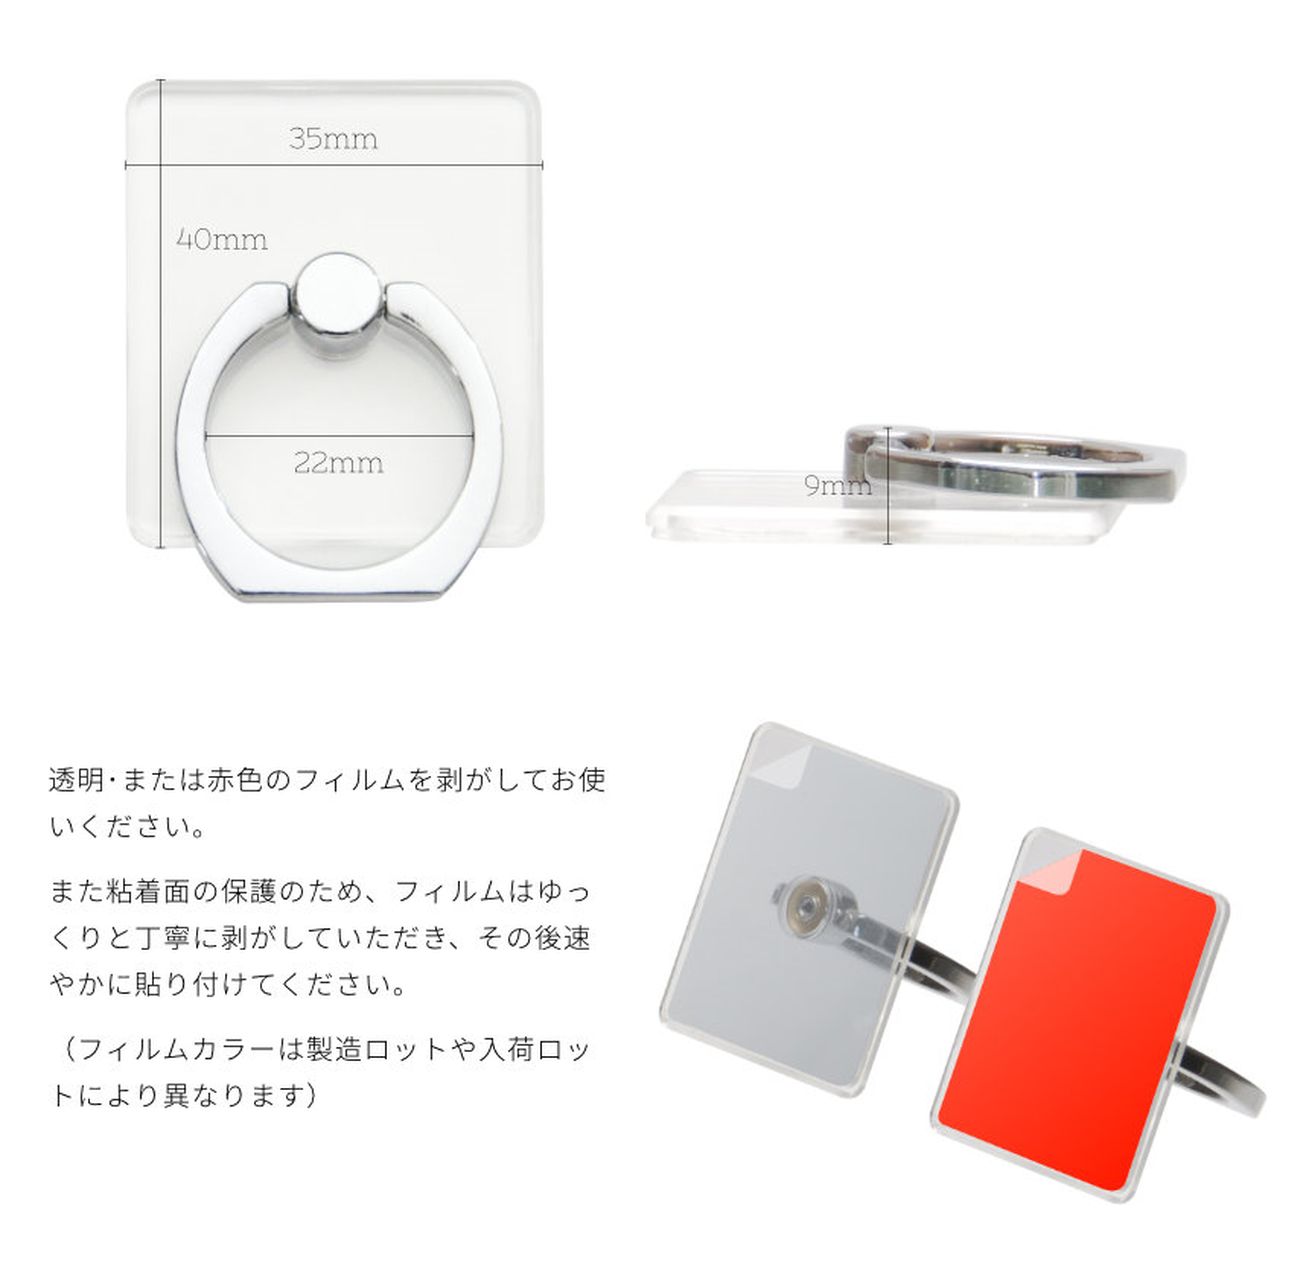 35mm
40mm
22mm
9mm
透明･または赤色のフィルムを剥がしてお使
いください。
また粘着面の保護のため、フィルムはゆっ
くりと丁寧に剥がしていただき、その後速
やかに貼り付けてください。
（フィルムカラーは製造ロットや入荷ロッ
トにより異なります）